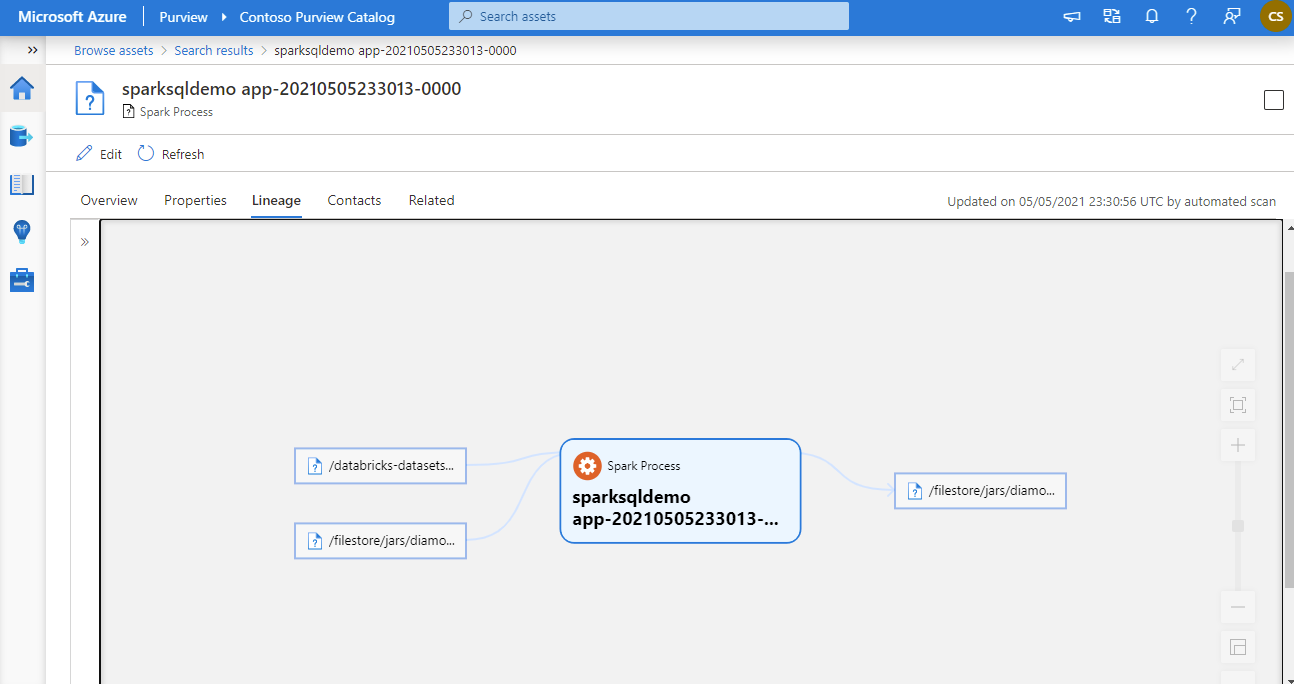 Microsoft Azure Purview Contoso Purview Catalog Search assets CS
Browse assets Search results sparksqldemo app-20210505233013-0000
sparksqldemo app-20210505233013-0000
Spark Process
Edit Refresh
Overview Properties Lineage Contacts Related Updated on 05/05/2021 23:30:56 UTC by automated scan
/databricks-datasets...
/filestore/jars/diamo...
Spark Process
sparksqldemo
app-20210505233013-...
/filestore/jars/diamo...